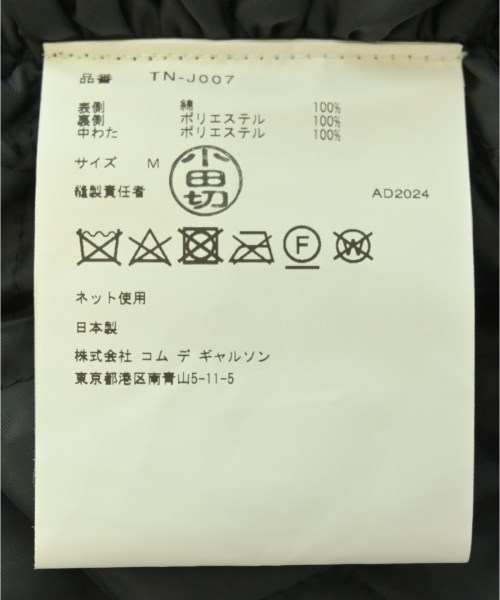 品番 TN-J007
表側 綿 100%
裏側 ポリエステル 100%
中わた ポリエステル 100%
サイズ M
小田切
縫製責任者 AD2024
F W
ネット使用
日本製
株式会社 コム デ ギャルソン
東京都港区南青山5-11-5